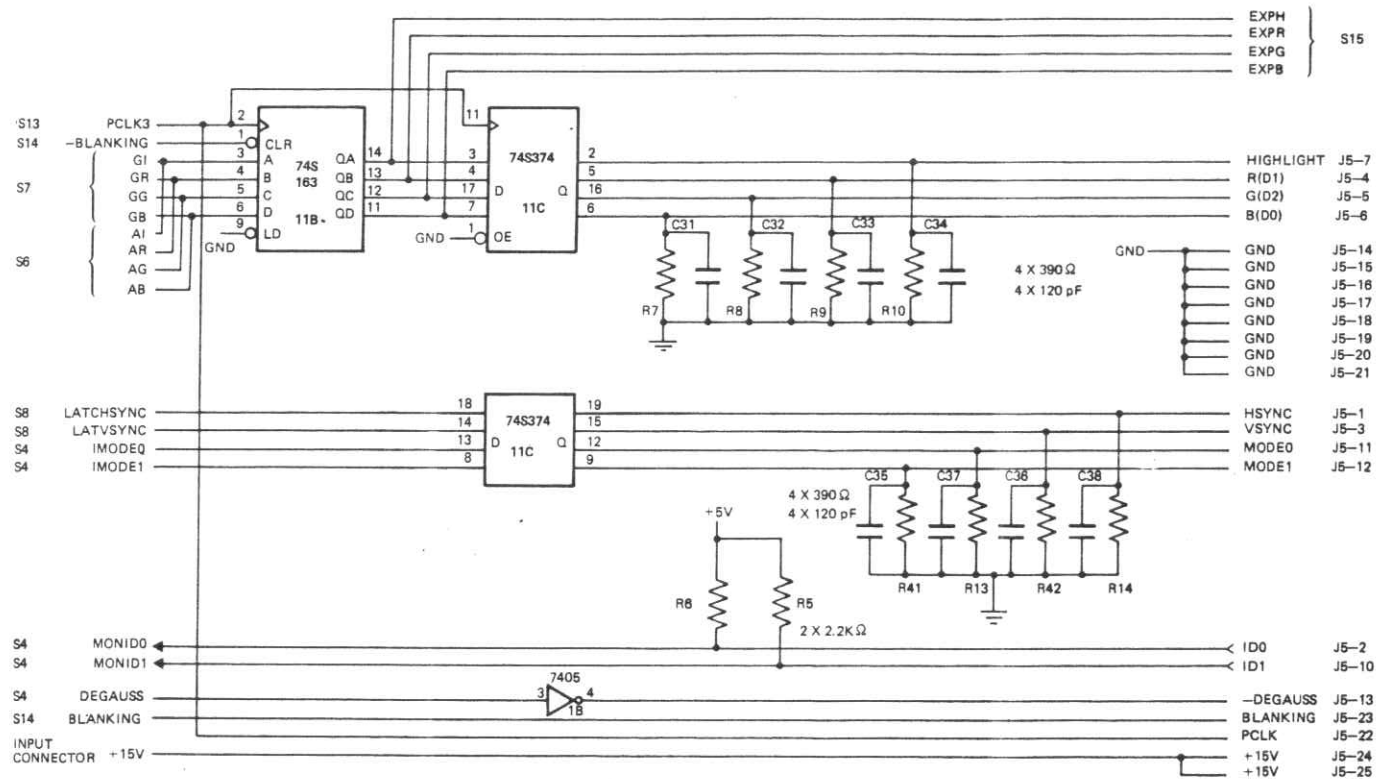 EXPH
EXPR
EXPG
EXPB
S15
S13 PCLK3
S14 -BLANKING
GI
GR
S7
GG
GB
AI
AR
S6
AG
AB
GND
2
1
3
4
5
6
9
CLR
A
B
C
D
LD
74S
163
11B
QA
QB
QC
QD
14
13
12
11
11
3
4
17
7
1
GND
74S374
D
Q
11C
OE
2
5
16
6
HIGHLIGHT J5-7
R(D1) J5-4
G(D2) J5-5
B(D0) J5-6
C31
C32
C33
C34
R7
R8
R9
R10
4 X 390 Ω
4 X 120 pF
GND
GND J5-14
GND J5-15
GND J5-16
GND J5-17
GND J5-18
GND J5-19
GND J5-20
GND J5-21
S8 LATCHSYNC
S8 LATVSYNC
S4 IMODE0
S4 IMODE1
18
14
13
8
74S374
D
Q
11C
19
15
12
9
HSYNC J5-1
VSYNC J5-3
MODE0 J5-11
MODE1 J5-12
C35
C37
C36
C38
4 X 390 Ω
4 X 120 pF
R41
R13
R42
R14
+5V
R6
R5
2 X 2.2K Ω
S4 MONID0
S4 MONID1
ID0 J5-2
ID1 J5-10
S4 DEGAUSS
7405
3
4
1B
-DEGAUSS J5-13
S14 BLANKING
BLANKING J5-23
PCLK J5-22
INPUT
CONNECTOR +15V
+15V J5-24
+15V J5-25